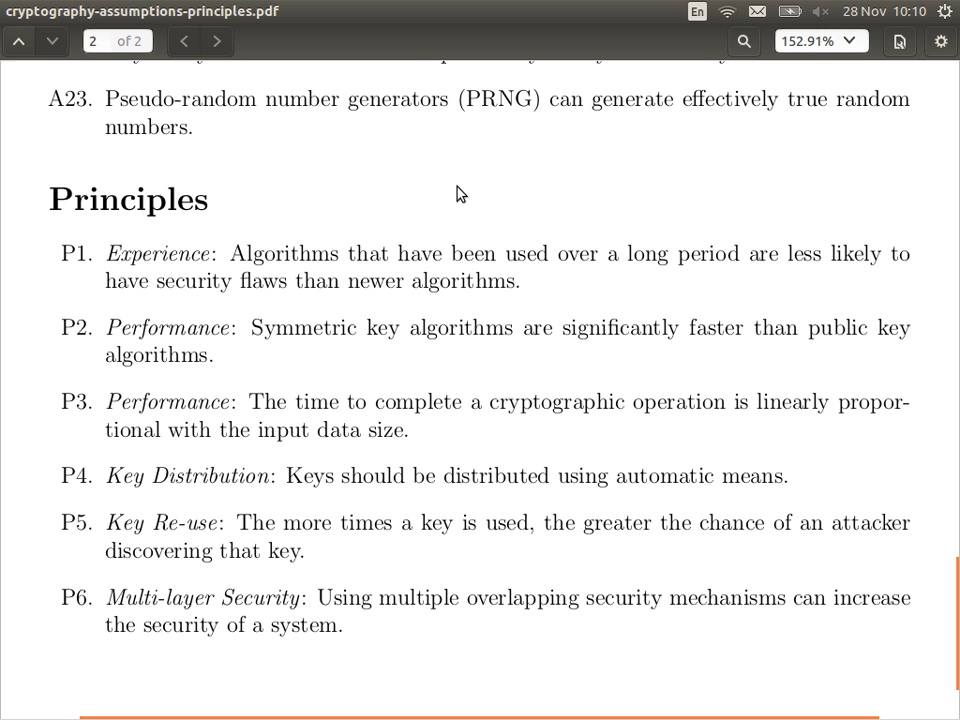 cryptography-assumptions-principles.pdf
En
28 Nov 10:10
2 of 2
152.91%
A23. Pseudo-random number generators (PRNG) can generate effectively true random
numbers.
Principles
P1. Experience: Algorithms that have been used over a long period are less likely to
have security flaws than newer algorithms.
P2. Performance: Symmetric key algorithms are significantly faster than public key
algorithms.
P3. Performance: The time to complete a cryptographic operation is linearly propor-
tional with the input data size.
P4. Key Distribution: Keys should be distributed using automatic means.
P5. Key Re-use: The more times a key is used, the greater the chance of an attacker
discovering that key.
P6. Multi-layer Security: Using multiple overlapping security mechanisms can increase
the security of a system.